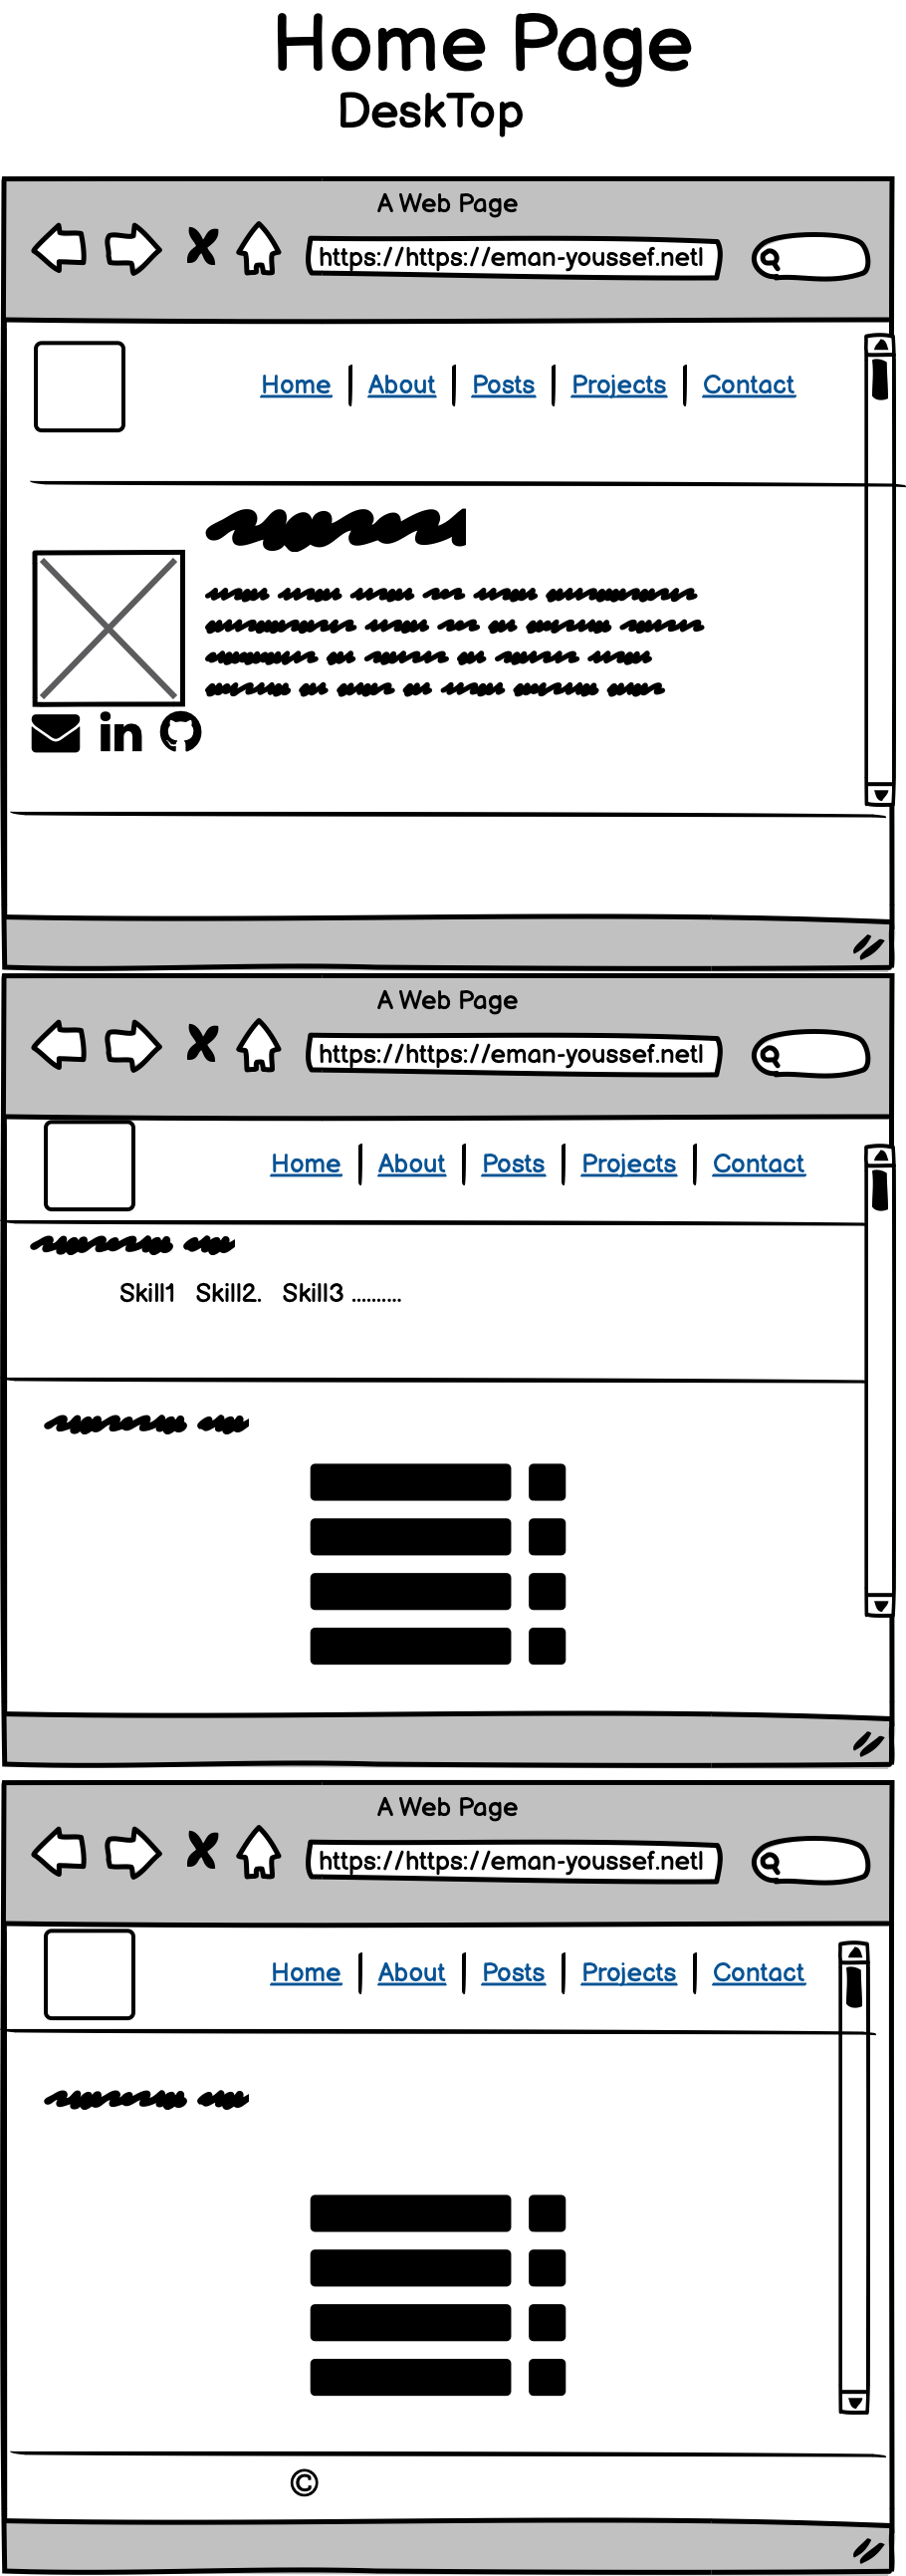 Home Page
DeskTop
A Web Page
https://https://eman-youssef.netl
Home About Posts Projects Contact
in
A Web Page
https://https://eman-youssef.netl
Home About Posts Projects Contact
Skill1 Skill2. Skill3 ..........
A Web Page
https://https://eman-youssef.netl
Home About Posts Projects Contact
©